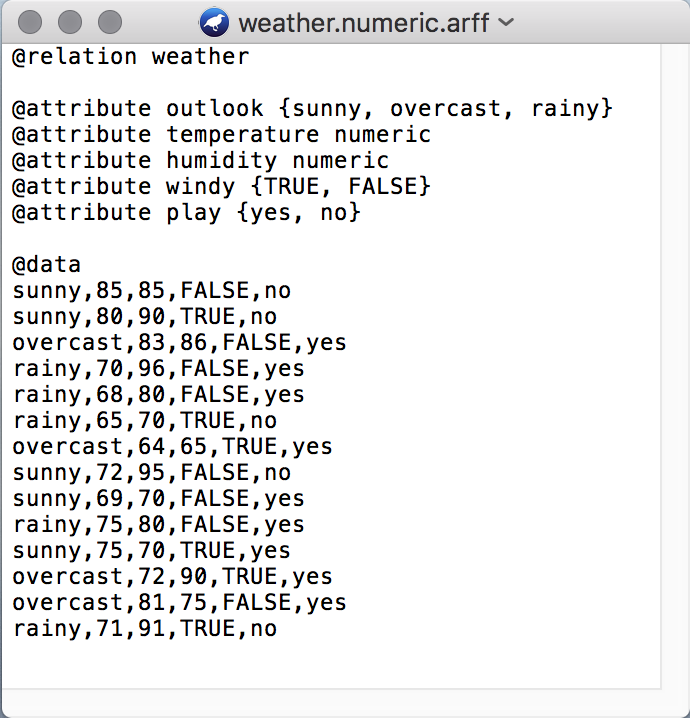 weather.numeric.arff
@relation weather
@attribute outlook {sunny, overcast, rainy}
@attribute temperature numeric
@attribute humidity numeric
@attribute windy {TRUE, FALSE}
@attribute play {yes, no}
@data
sunny,85,85,FALSE,no
sunny,80,90,TRUE,no
overcast,83,86,FALSE,yes
rainy,70,96,FALSE,yes
rainy,68,80,FALSE,yes
rainy,65,70,TRUE,no
overcast,64,65,TRUE,yes
sunny,72,95,FALSE,no
sunny,69,70,FALSE,yes
rainy,75,80,FALSE,yes
sunny,75,70,TRUE,yes
overcast,72,90,TRUE,yes
overcast,81,75,FALSE,yes
rainy,71,91,TRUE,no